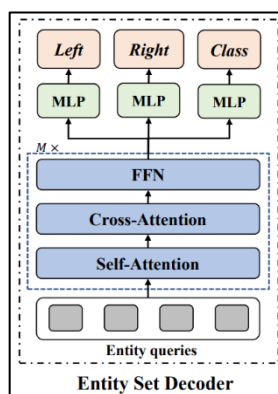 Left Right Class
MLP MLP MLP
M ×
FFN
Cross-Attention
Self-Attention
Entity queries
Entity Set Decoder